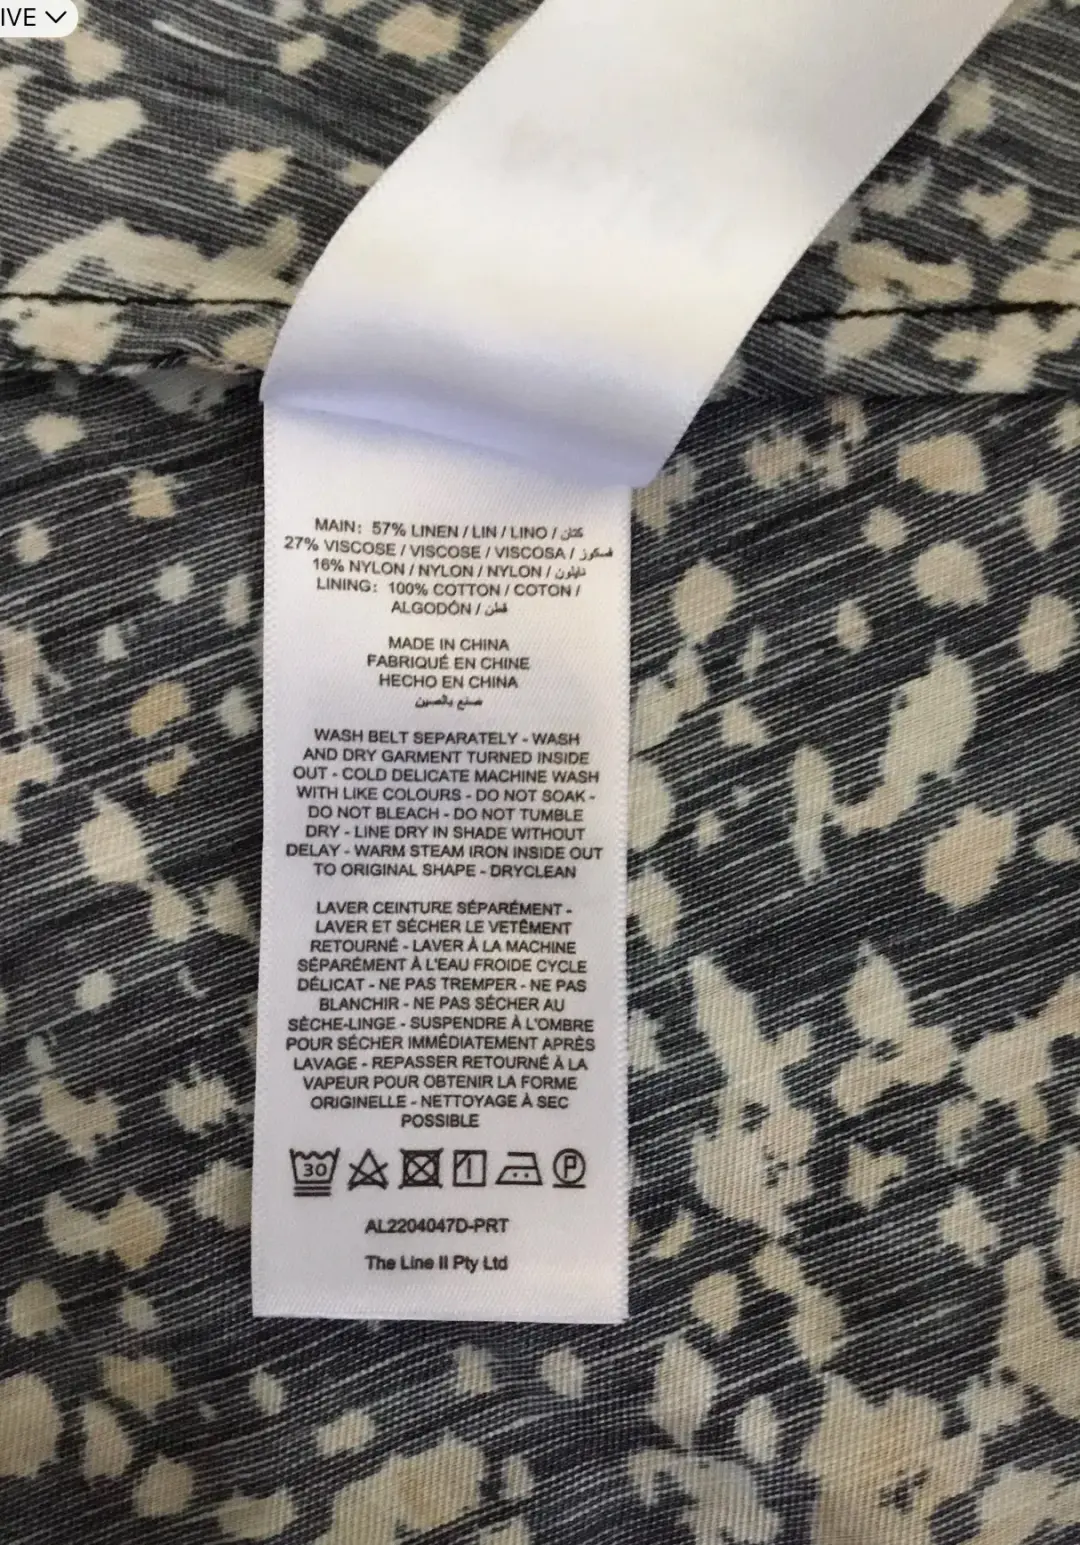 IVE
MAIN: 57% LINEN / LIN / LINO / كتان
27% VISCOSE / VISCOSE / VISCOSA / فسكوز
16% NYLON / NYLON / NYLON / نايلون
LINING: 100% COTTON / COTON /
ALGODÓN / قطن
MADE IN CHINA
FABRIQUÉ EN CHINE
HECHO EN CHINA
صنع بالصين
WASH BELT SEPARATELY - WASH
AND DRY GARMENT TURNED INSIDE
OUT - COLD DELICATE MACHINE WASH
WITH LIKE COLOURS - DO NOT SOAK -
DO NOT BLEACH - DO NOT TUMBLE
DRY - LINE DRY IN SHADE WITHOUT
DELAY - WARM STEAM IRON INSIDE OUT
TO ORIGINAL SHAPE - DRYCLEAN
LAVER CEINTURE SÉPARÉMENT -
LAVER ET SÉCHER LE VETÊMENT
RETOURNÉ - LAVER À LA MACHINE
SÉPARÉMENT À L'EAU FROIDE CYCLE
DÉLICAT - NE PAS TREMPER - NE PAS
BLANCHIR - NE PAS SÉCHER AU
SÈCHE-LINGE - SUSPENDRE À L'OMBRE
POUR SÉCHER IMMÉDIATEMENT APRÈS
LAVAGE - REPASSER RETOURNÉ À LA
VAPEUR POUR OBTENIR LA FORME
ORIGINELLE - NETTOYAGE À SEC
POSSIBLE
30 P
AL2204047D-PRT
The Line II Pty Ltd